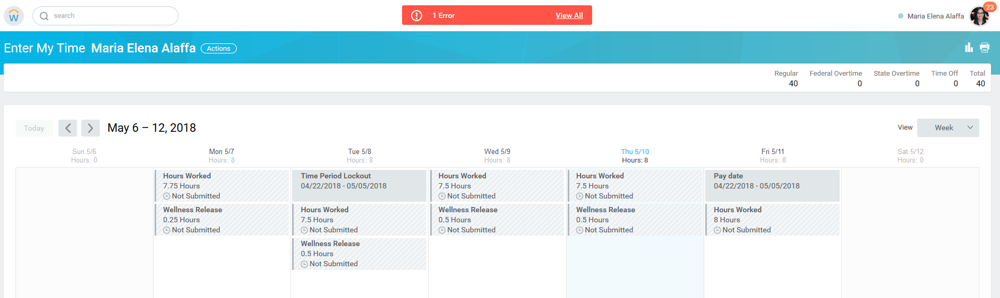 W
search
1 Error
View All
Maria Elena Alaffa
23
Enter My Time Maria Elena Alaffa
Actions
Regular Federal Overtime State Overtime Time Off Total
40 0 0 0 40
Today
May 6 – 12, 2018
View
Week
Sun 5/6
Hours: 0
Mon 5/7
Hours: 8
Tue 5/8
Hours: 8
Wed 5/9
Hours: 8
Thu 5/10
Hours: 8
Fri 5/11
Hours: 8
Sat 5/12
Hours: 0
Hours Worked
7.75 Hours
Not Submitted
Wellness Release
0.25 Hours
Not Submitted
Time Period Lockout
04/22/2018 - 05/05/2018
Hours Worked
7.5 Hours
Not Submitted
Wellness Release
0.5 Hours
Not Submitted
Hours Worked
7.5 Hours
Not Submitted
Wellness Release
0.5 Hours
Not Submitted
Hours Worked
7.5 Hours
Not Submitted
Wellness Release
0.5 Hours
Not Submitted
Pay date
04/22/2018 - 05/05/2018
Hours Worked
8 Hours
Not Submitted